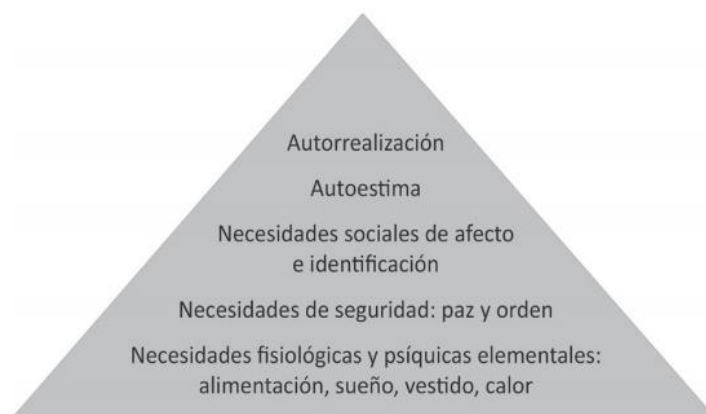 Autorrealización
Autoestima
Necesidades sociales de afecto
e identificación
Necesidades de seguridad: paz y orden
Necesidades fisiológicas y psíquicas elementales:
alimentación, sueño, vestido, calor